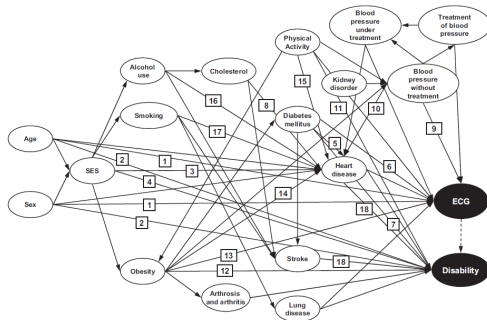 Blood
pressure under
treatment
Treatment
of blood
pressure
Physical
Activity
Alcohol
use
Cholesterol
Kidney
disorder
Blood
pressure
without
treatment
15
16
8
11
10
Smoking
Diabetes
mellitus
9
17
Age
5
2
1
3
Heart
disease
6
SES
4
14
Sex
1
18
ECG
2
7
13
Obesity
12
Stroke
18
Disability
Arthrosis
and arthritis
Lung
disease